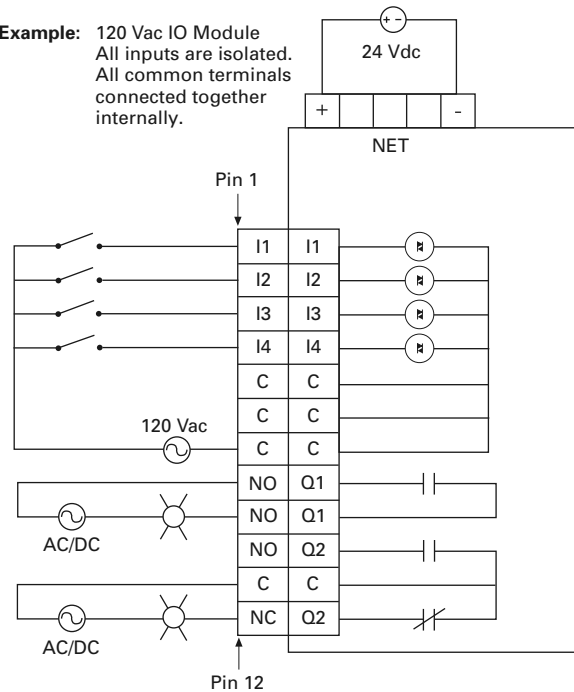 Example: 120 Vac IO Module
All inputs are isolated.
All common terminals
connected together
internally.
+ -
24 Vdc
+ -
NET
Pin 1
I1 I1
I2 I2
I3 I3
I4 I4
C C
C C
120 Vac
C C
NO Q1
NO Q1
AC/DC
NO Q2
C C
NC Q2
AC/DC
Pin 12